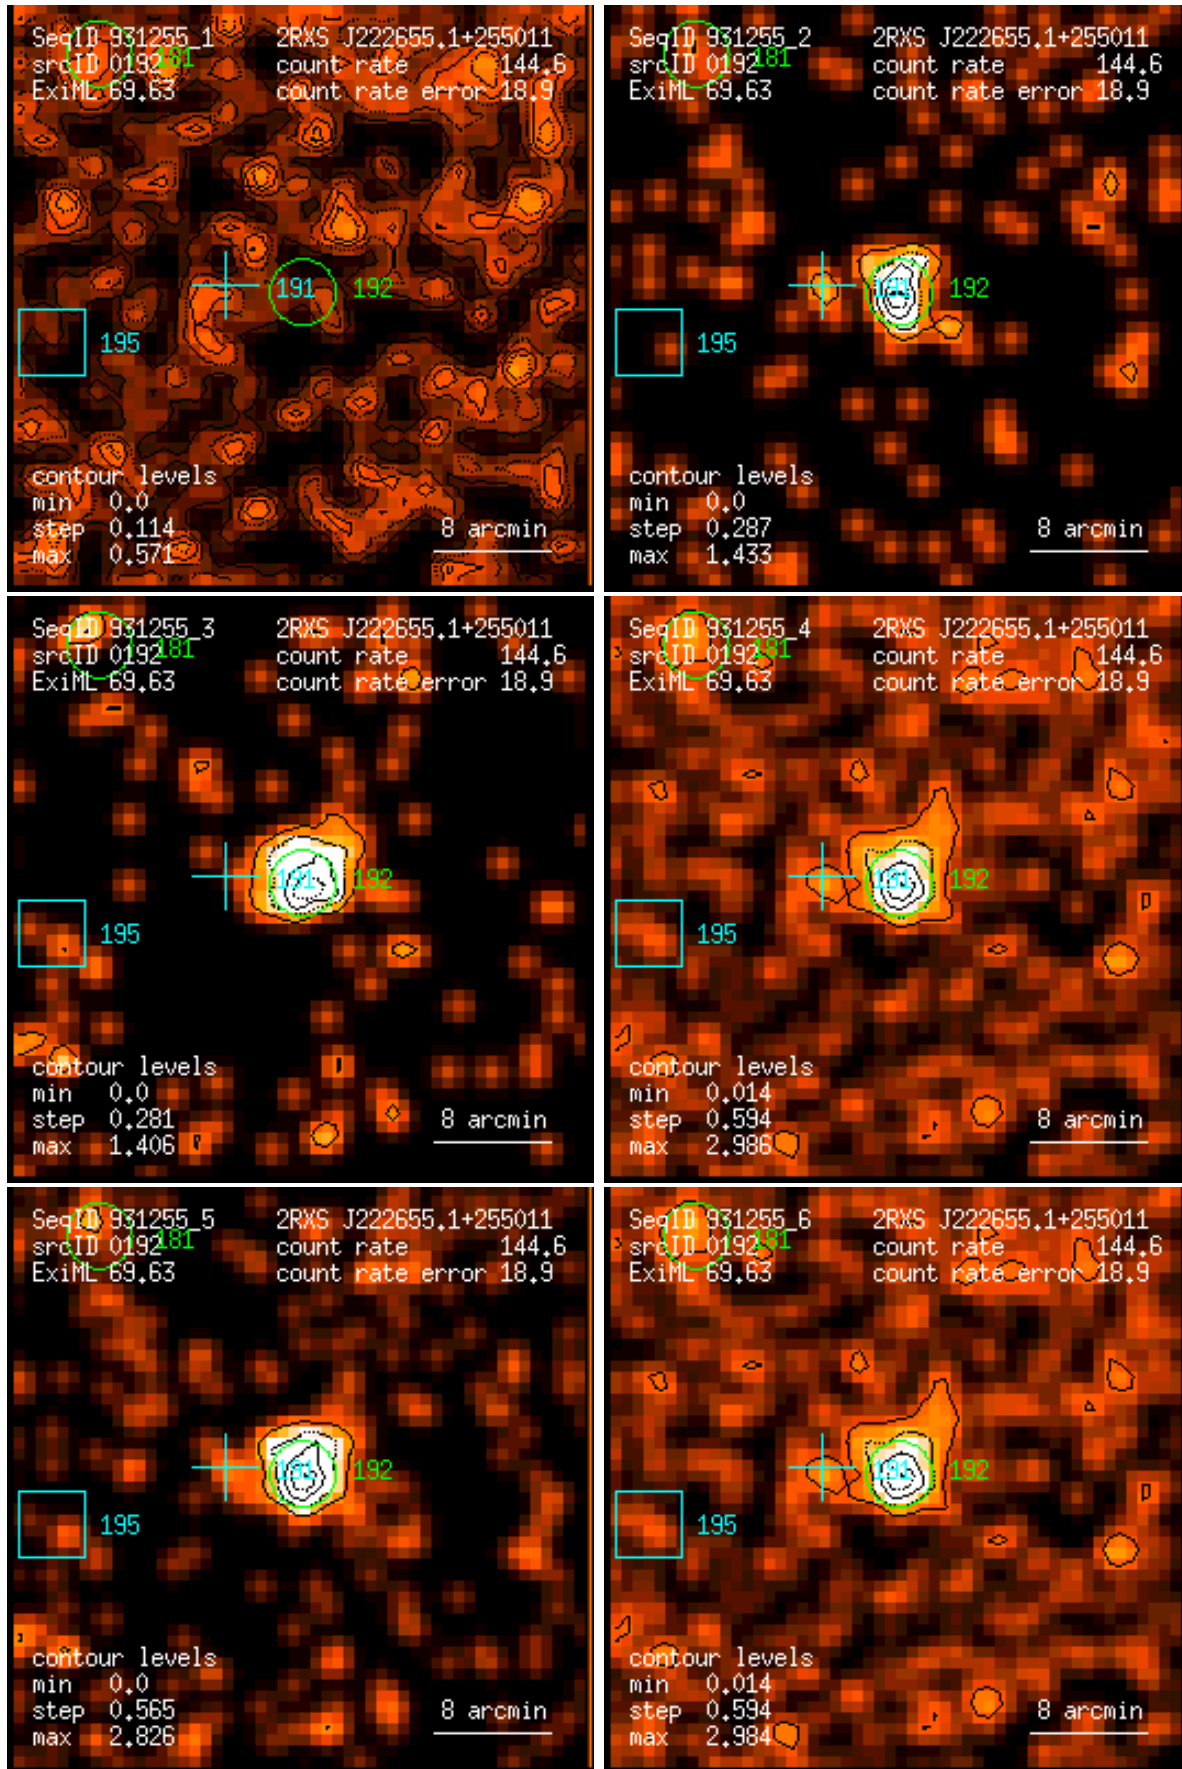 SeqID 931255_1 2RXS J222655.1+255011
srcID 0192 181 count rate 144.6
ExiML 69.63 count rate error 18.9
191 192
195
contour levels
min 0.0
step 0.114
max 0.571
8 arcmin
SeqID 931255_2 2RXS J222655.1+255011
srcID 0192 181 count rate 144.6
ExiML 69.63 count rate error 18.9
191 192
195
contour levels
min 0.0
step 0.287
max 1.433
8 arcmin
SeqID 931255_3 2RXS J222655.1+255011
srcID 0192 181 count rate 144.6
ExiML 69.63 count rate error 18.9
191 192
195
contour levels
min 0.0
step 0.281
max 1.406
8 arcmin
SeqID 931255_4 2RXS J222655.1+255011
srcID 0192 181 count rate 144.6
ExiML 69.63 count rate error 18.9
191 192
195
contour levels
min 0.014
step 0.594
max 2.986
8 arcmin
SeqID 931255_5 2RXS J222655.1+255011
srcID 0192 181 count rate 144.6
ExiML 69.63 count rate error 18.9
191 192
195
contour levels
min 0.0
step 0.565
max 2.826
8 arcmin
SeqID 931255_6 2RXS J222655.1+255011
srcID 0192 181 count rate 144.6
ExiML 69.63 count rate error 18.9
191 192
195
contour levels
min 0.014
step 0.594
max 2.984
8 arcmin